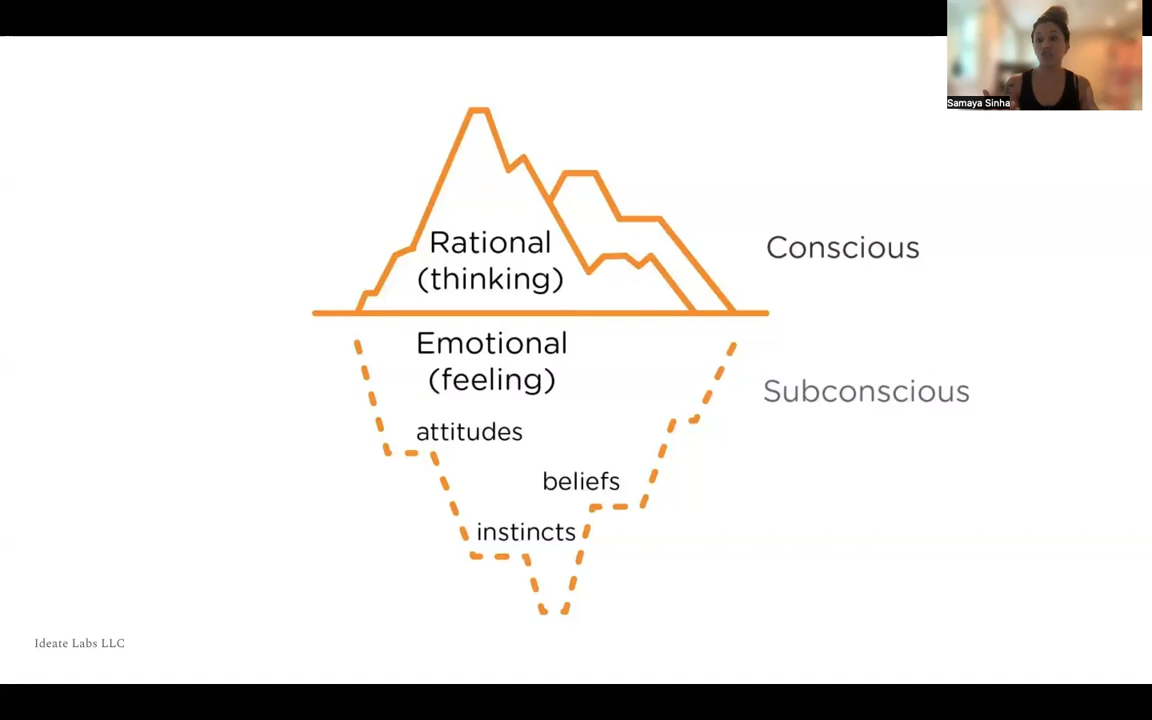 Samaya Sinha
Rational
(thinking)
Conscious
Emotional
(feeling)
Subconscious
attitudes
beliefs
instincts
Ideate Labs LLC